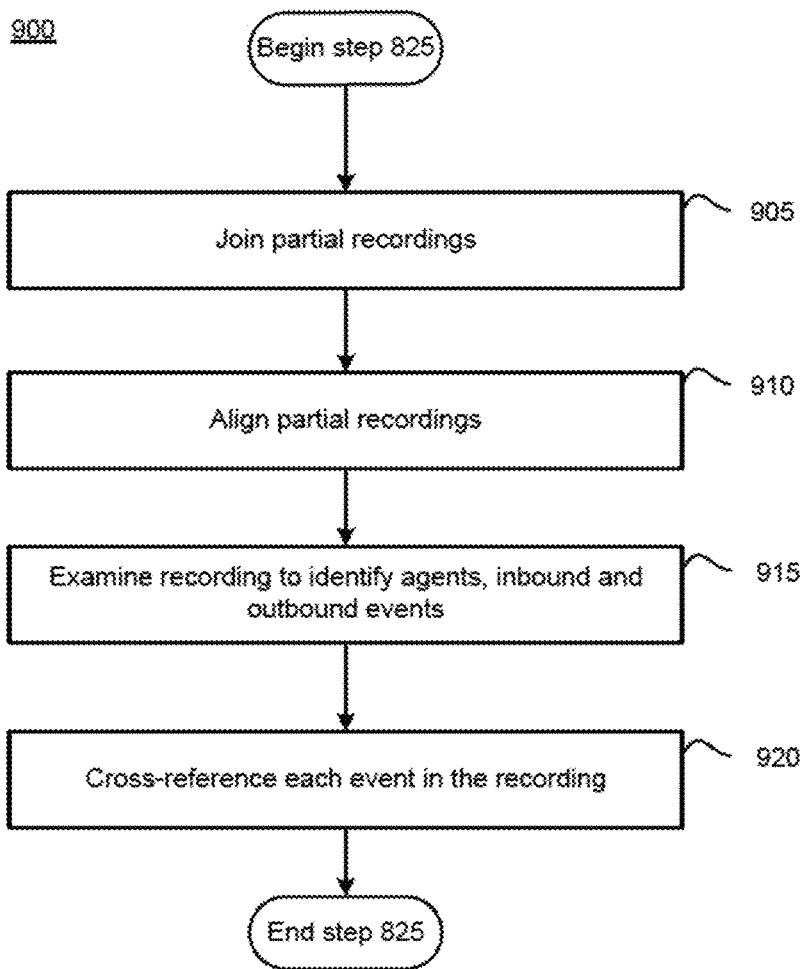 900
Begin step 825
905
Join partial recordings
910
Align partial recordings
915
Examine recording to identify agents, inbound and
outbound events
920
Cross-reference each event in the recording
End step 825